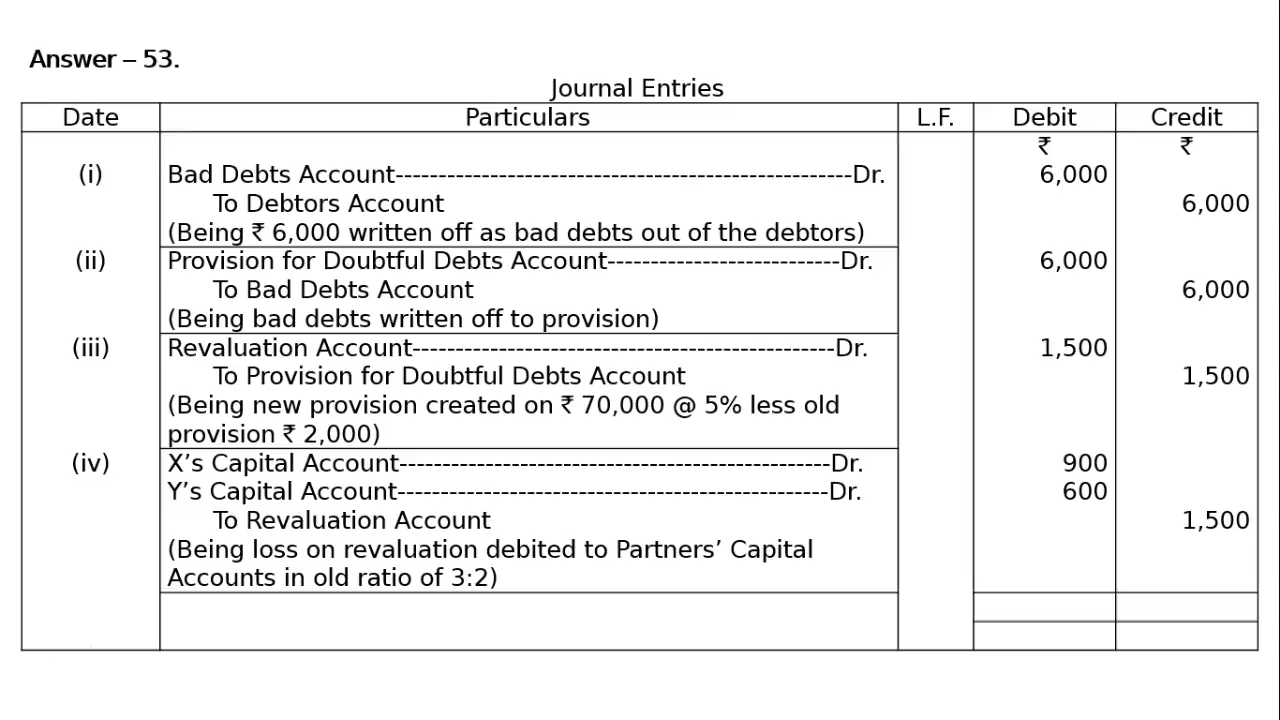 Answer – 53.
Journal Entries
Date Particulars L.F. Debit Credit
₹ ₹
(i) Bad Debts Account-----------------------------------------------------Dr. 6,000
To Debtors Account 6,000
(Being ₹ 6,000 written off as bad debts out of the debtors)
(ii) Provision for Doubtful Debts Account---------------------------Dr. 6,000
To Bad Debts Account 6,000
(Being bad debts written off to provision)
(iii) Revaluation Account-------------------------------------------------Dr. 1,500
To Provision for Doubtful Debts Account 1,500
(Being new provision created on ₹ 70,000 @ 5% less old
provision ₹ 2,000)
(iv) X’s Capital Account--------------------------------------------------Dr. 900
Y’s Capital Account--------------------------------------------------Dr. 600
To Revaluation Account 1,500
(Being loss on revaluation debited to Partners’ Capital
Accounts in old ratio of 3:2)